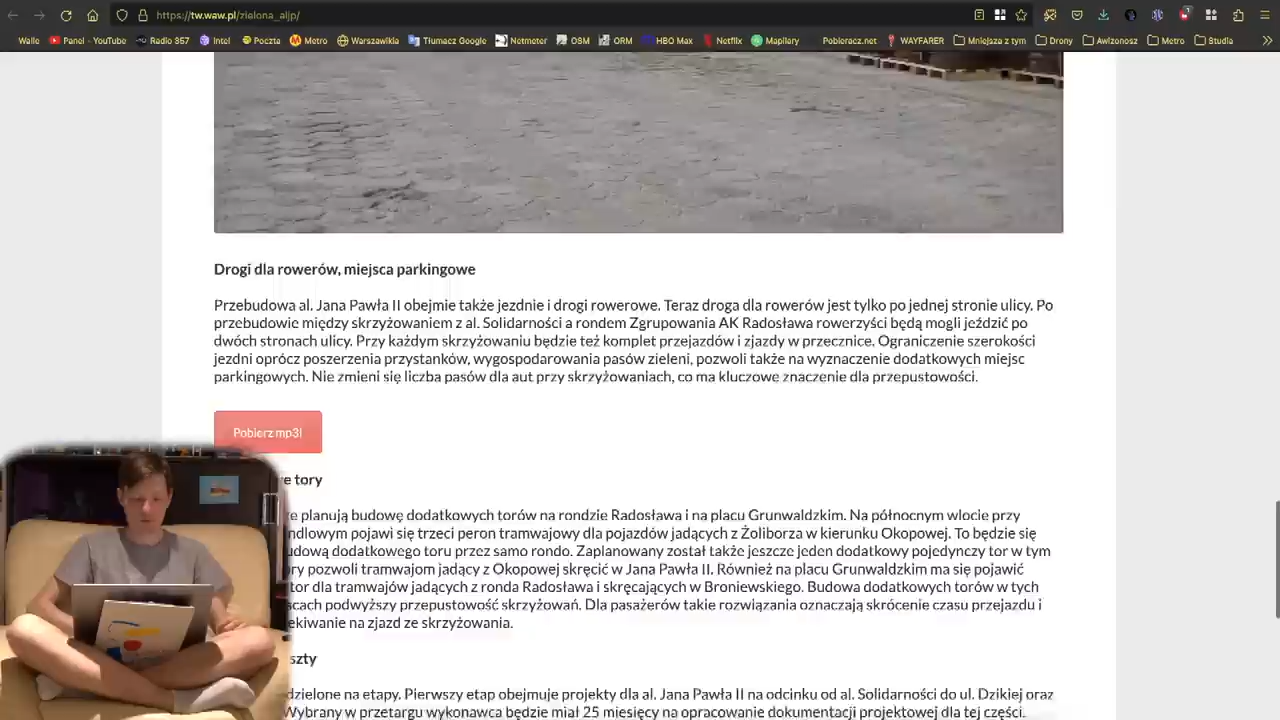 https://tw.waw.pl/zielona_aljp/
Walle Panel - YouTube Radio 357 Intel Poczta Metro Warszawikia Tłumacz Google Netmeter OSM ORM HBO Max Netflix Mapilary Pobieracz.net WAYFARER Mniejsza z tym Drony Awizonosz Metro Studia
Drogi dla rowerów, miejsca parkingowe
Przebudowa al. Jana Pawła II obejmie także jezdnie i drogi rowerowe. Teraz droga dla rowerów jest tylko po jednej stronie ulicy. Po
przebudowie między skrzyżowaniem z al. Solidarności a rondem Zgrupowania AK Radosława rowerzyści będą mogli jeździć po
dwóch stronach ulicy. Przy każdym skrzyżowaniu będzie też komplet przejazdów i zjazdy w przecznice. Ograniczenie szerokości
jezdni oprócz poszerzenia przystanków, wygospodarowania pasów zieleni, pozwoli także na wyznaczenie dodatkowych miejsc
parkingowych. Nie zmieni się liczba pasów dla aut przy skrzyżowaniach, co ma kluczowe znaczenie dla przepustowości.
Pobierz mp3!
we tory
planują budowę dodatkowych torów na rondzie Radosława i na placu Grunwaldzkim. Na północnym wlocie przy
ndlowym pojawi się trzeci peron tramwajowy dla pojazdów jadących z Żoliborza w kierunku Okopowej. To będzie się
udową dodatkowego toru przez samo rondo. Zaplanowany został także jeszcze jeden dodatkowy pojedynczy tor w tym
ry pozwoli tramwajom jadący z Okopowej skręcić w Jana Pawła II. Również na placu Grunwaldzkim ma się pojawić
tor dla tramwajów jadących z ronda Radosława i skręcających w Broniewskiego. Budowa dodatkowych torów w tych
scach podwyższy przepustowość skrzyżowań. Dla pasażerów takie rozwiązania oznaczają skrócenie czasu przejazdu i
ekiwanie na zjazd ze skrzyżowania.
szty
dzielone na etapy. Pierwszy etap obejmuje projekty dla al. Jana Pawła II na odcinku od al. Solidarności do ul. Dzikiej oraz
Wybrany w przetargu wykonawca będzie miał 25 miesięcy na opracowanie dokumentacji projektowej dla tej części.